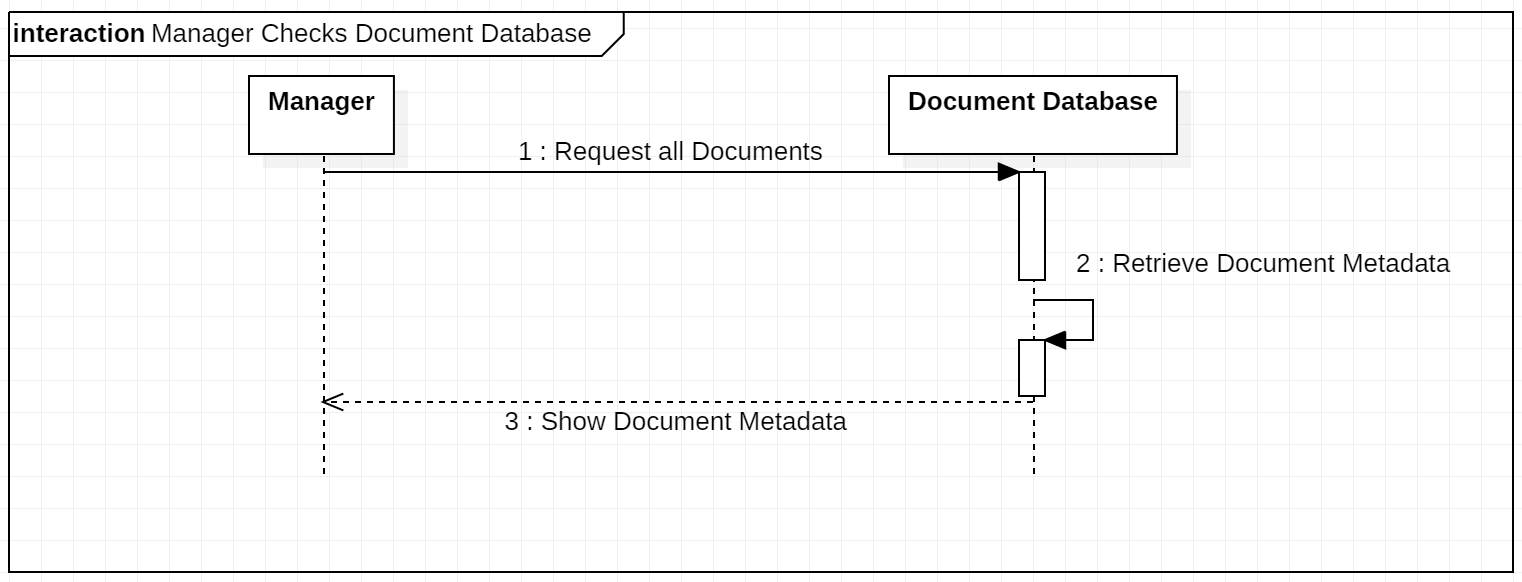 interaction Manager Checks Document Database
Manager
Document Database
1 : Request all Documents
2 : Retrieve Document Metadata
3 : Show Document Metadata